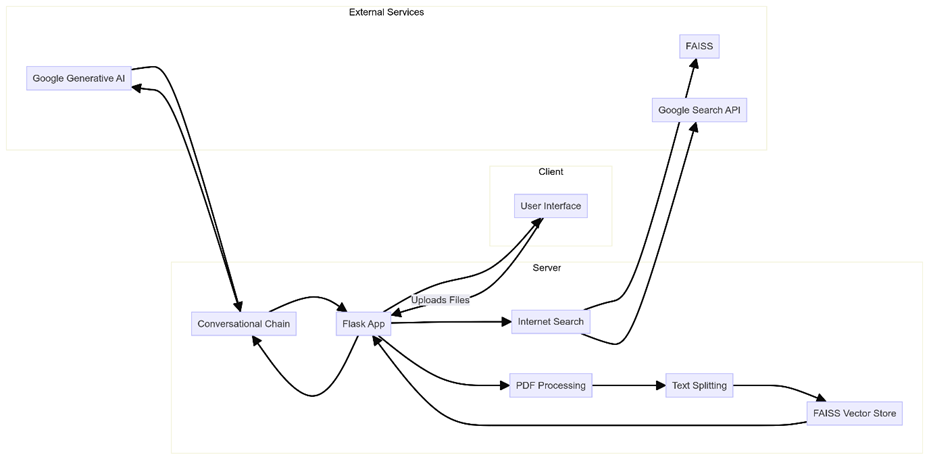 External Services
FAISS
Google Generative AI
Google Search API
Client
User Interface
Server
Uploads Files
Conversational Chain
Flask App
Internet Search
PDF Processing
Text Splitting
FAISS Vector Store